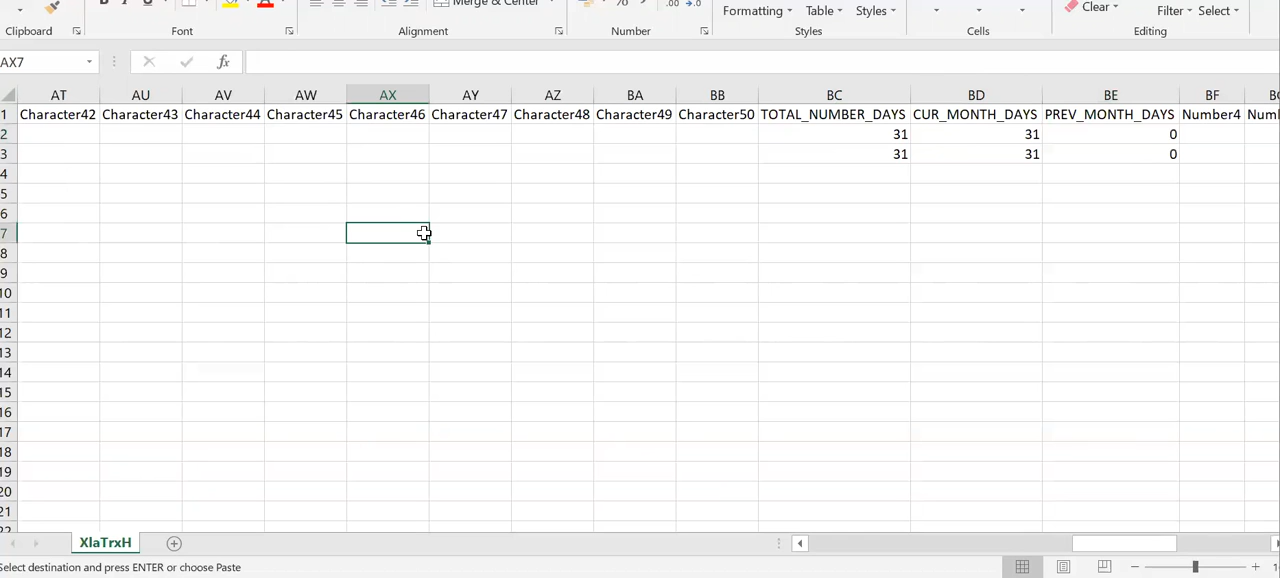 Merge & Center
Formatting Table Styles
Clear
Filter Select
Clipboard Font Alignment Number Styles Cells Editing
AX7 fx
AT AU AV AW AX AY AZ BA BB BC BD BE BF
1 Character42 Character43 Character44 Character45 Character46 Character47 Character48 Character49 Character50 TOTAL_NUMBER_DAYS CUR_MONTH_DAYS PREV_MONTH_DAYS Number4
2 31 31 0
3 31 31 0
4
5
6
7
8
9
10
11
12
13
14
15
16
17
18
19
20
21
XlaTrxH
Select destination and press ENTER or choose Paste